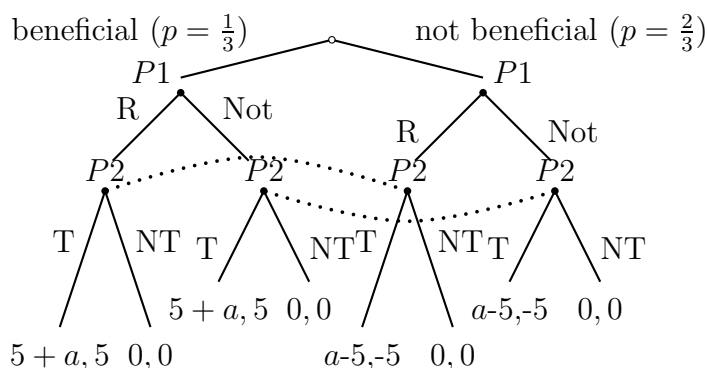 beneficial (p = 1/3) not beneficial (p = 2/3)
P1 P1
R Not R Not
P2 P2 P2 P2
T NT T NT T NT T NT
5 + a, 5 0, 0 a-5,-5 0, 0
5 + a, 5 0, 0 a-5,-5 0, 0